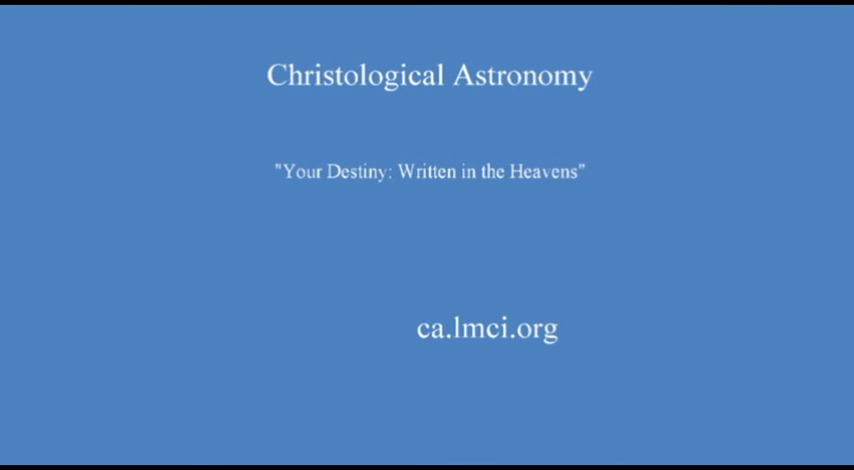 Christological Astronomy
"Your Destiny: Written in the Heavens"
ca.lmci.org